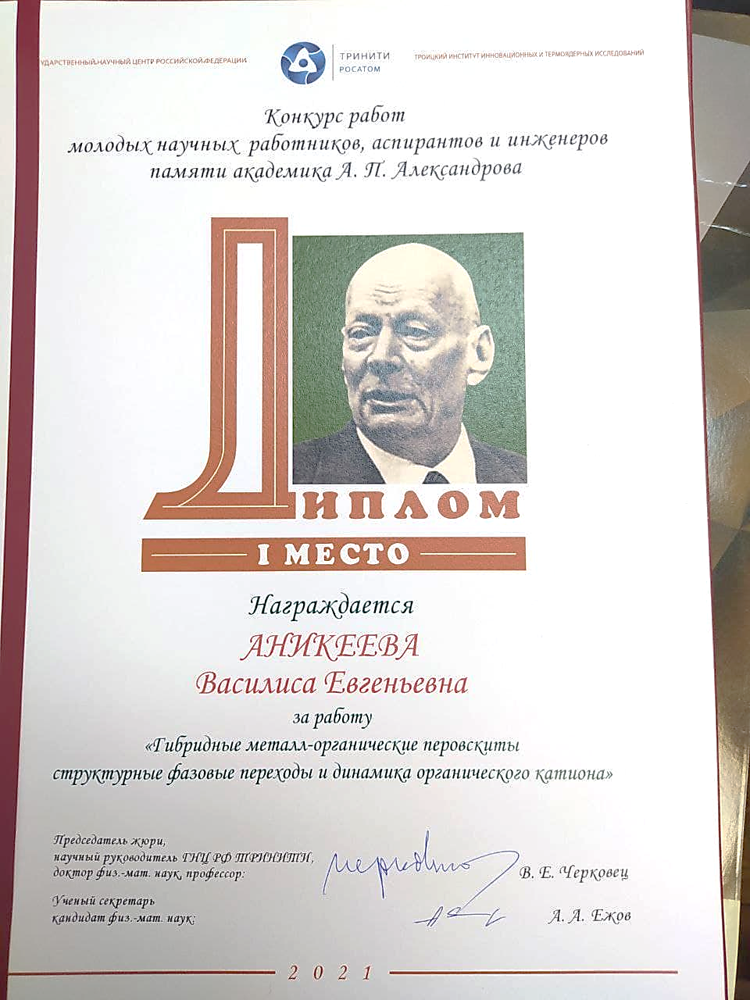 УДАРСТВЕННЫЙ НАУЧНЫЙ ЦЕНТР РОССИЙСКОЙ ФЕДЕРАЦИИ
ТРИНИТИ
РОСАТОМ
ТРОИЦКИЙ ИНСТИТУТ ИННОВАЦИОННЫХ И ТЕРМОЯДЕРНЫХ ИССЛЕДОВАНИЙ
Конкурс работ
молодых научных работников, аспирантов и инженеров
памяти академика А. П. Александрова
ДИПЛОМ
I МЕСТО
Награждается
АНИКЕЕВА
Василиса Евгеньевна
за работу
«Гибридные металл-органические перовскиты
структурные фазовые переходы и динамика органического катиона»
Председатель жюри,
научный руководитель ГНЦ РФ ТРИНИТИ,
доктор физ.-мат. наук, профессор:
В. Е. Черковец
Ученый секретарь
кандидат физ.-мат. наук:
А. А. Ежов
2021